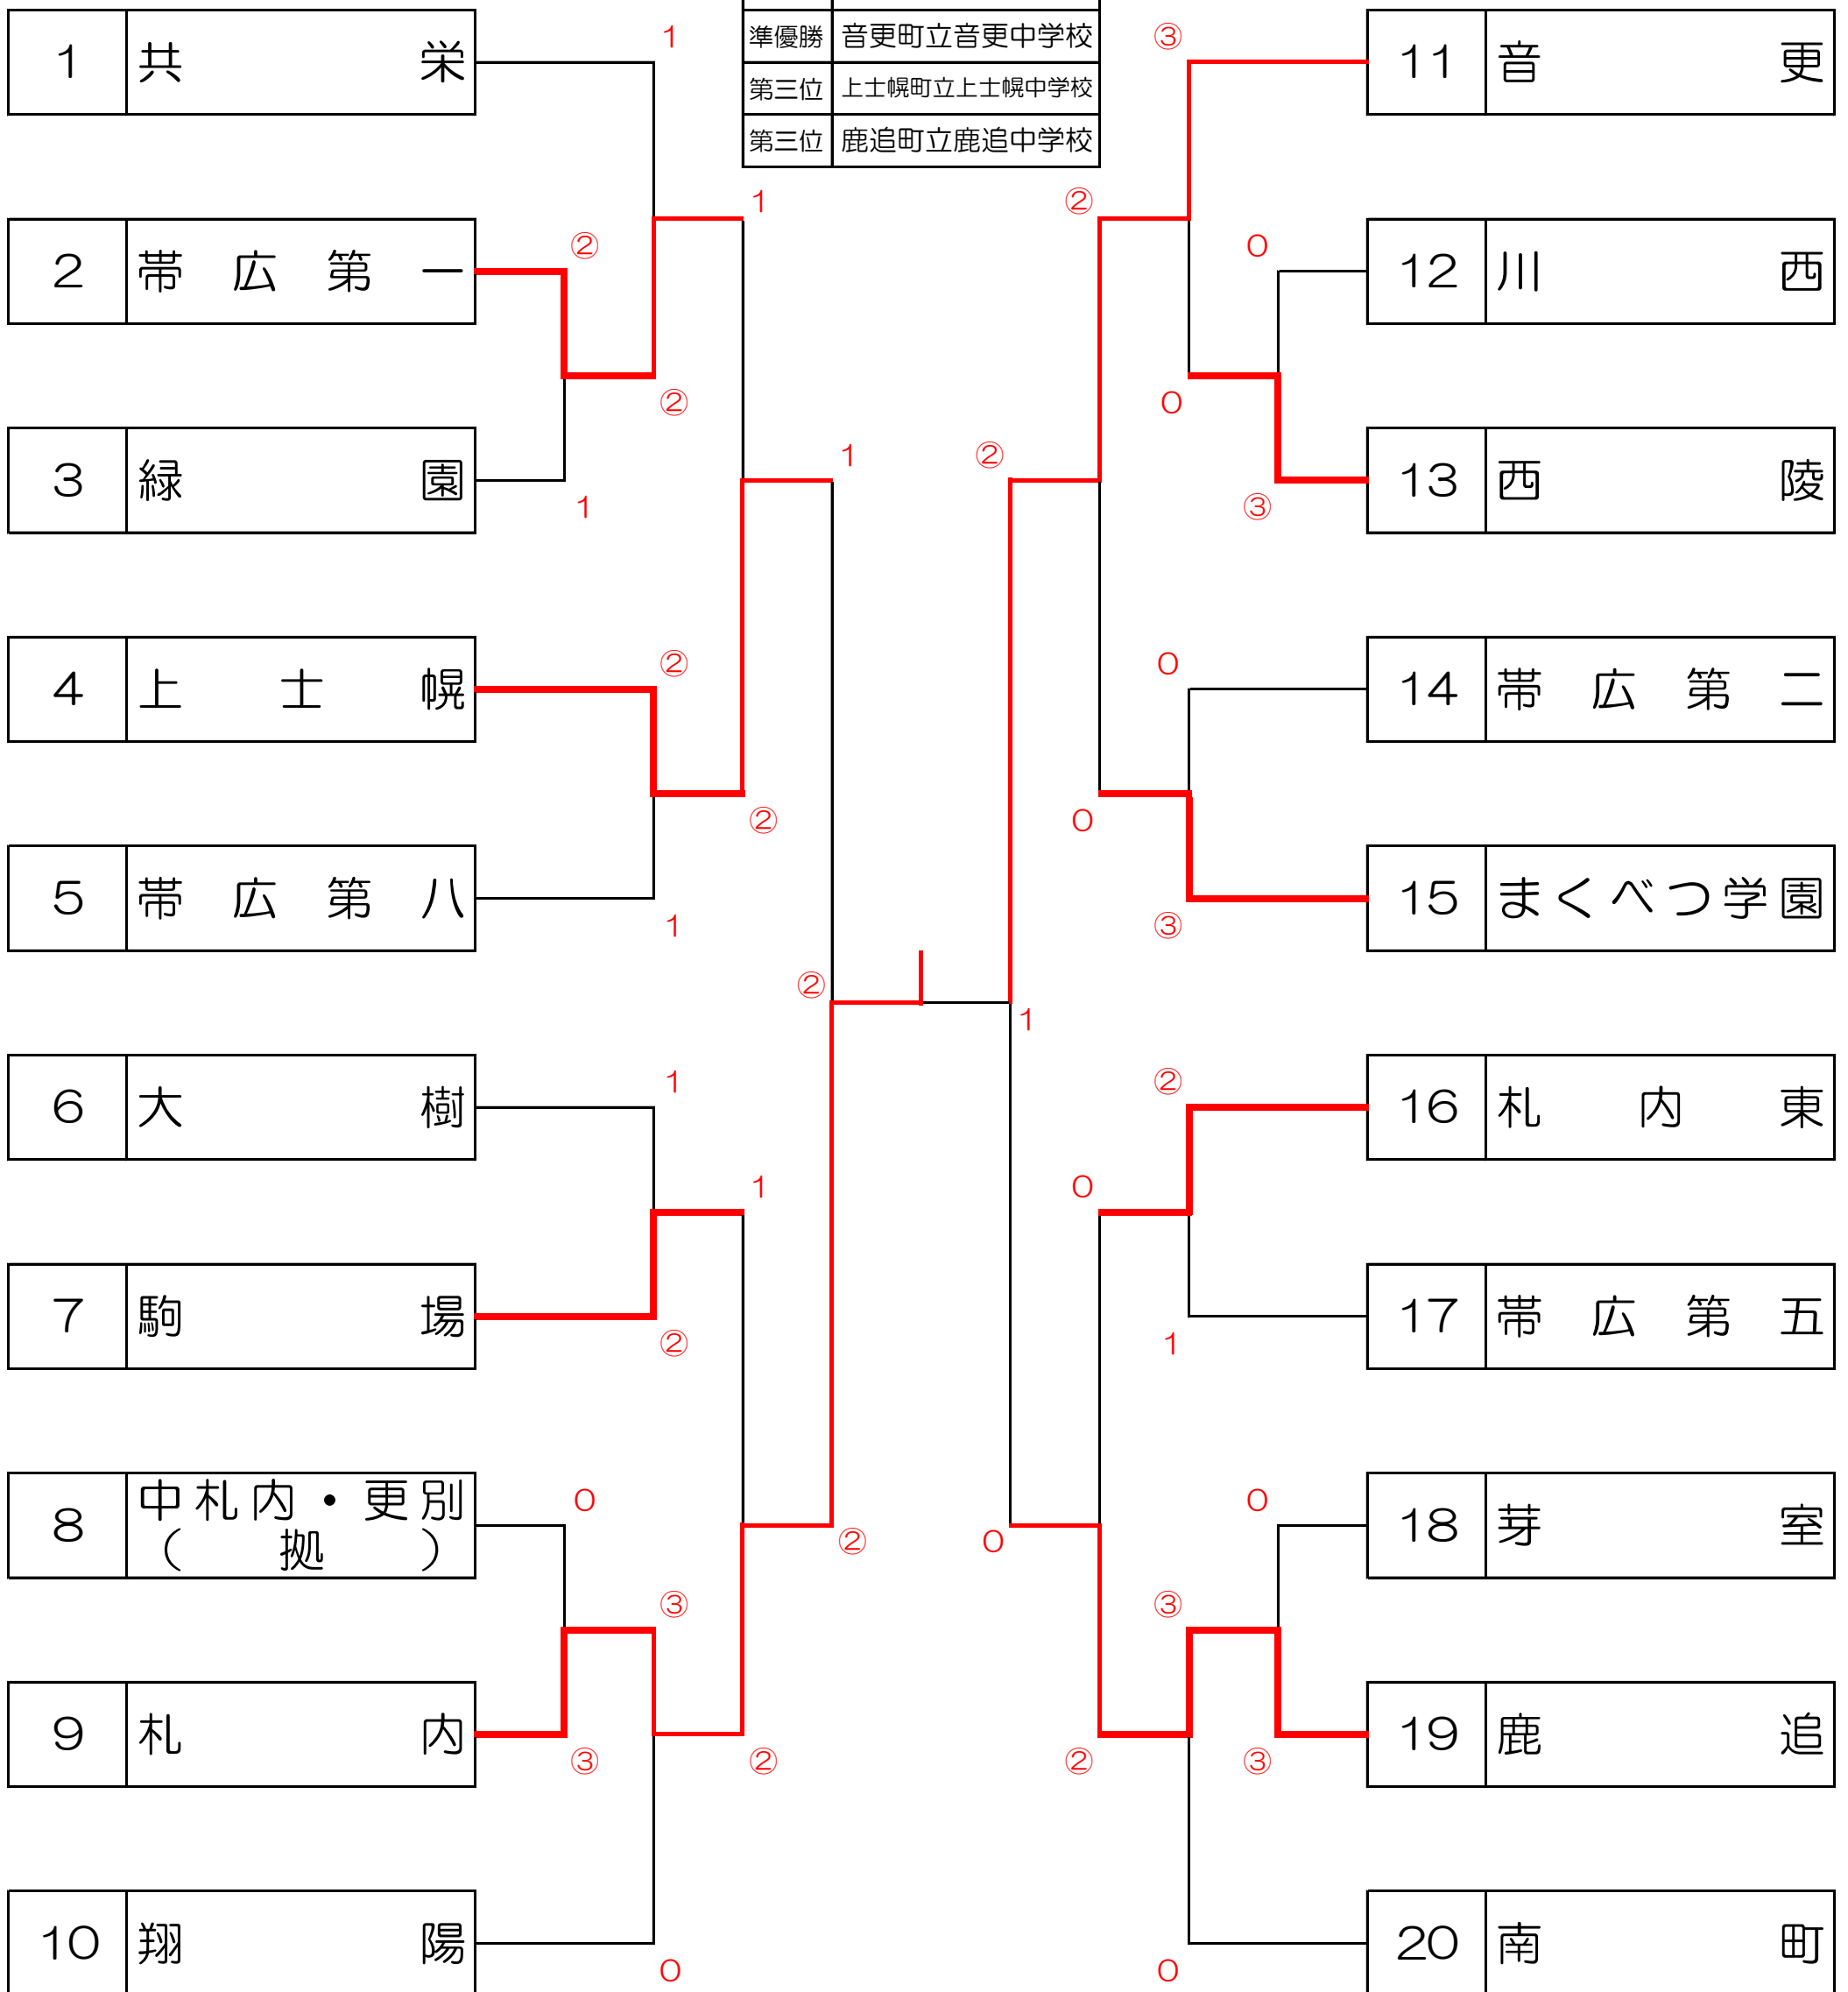 準優勝 音更町立音更中学校
第三位 上士幌町立上士幌中学校
第三位 鹿追町立鹿追中学校
1 共栄
1
③
11 音更
1
②
2 帯広第一
②
0
12 川西
②
0
3 緑園
1
1
②
③
13 西陵
4 上士幌
②
0
14 帯広第二
②
0
5 帯広第八
1
③
15 まくべつ学園
②
1
6 大樹
1
②
16 札内東
1
0
7 駒場
②
1
17 帯広第五
8 中札内・更別
(拠)
0
②
0
0
18 芽室
③
③
9 札内
③
②
②
③
19 鹿追
10 翔陽
0
0
20 南町